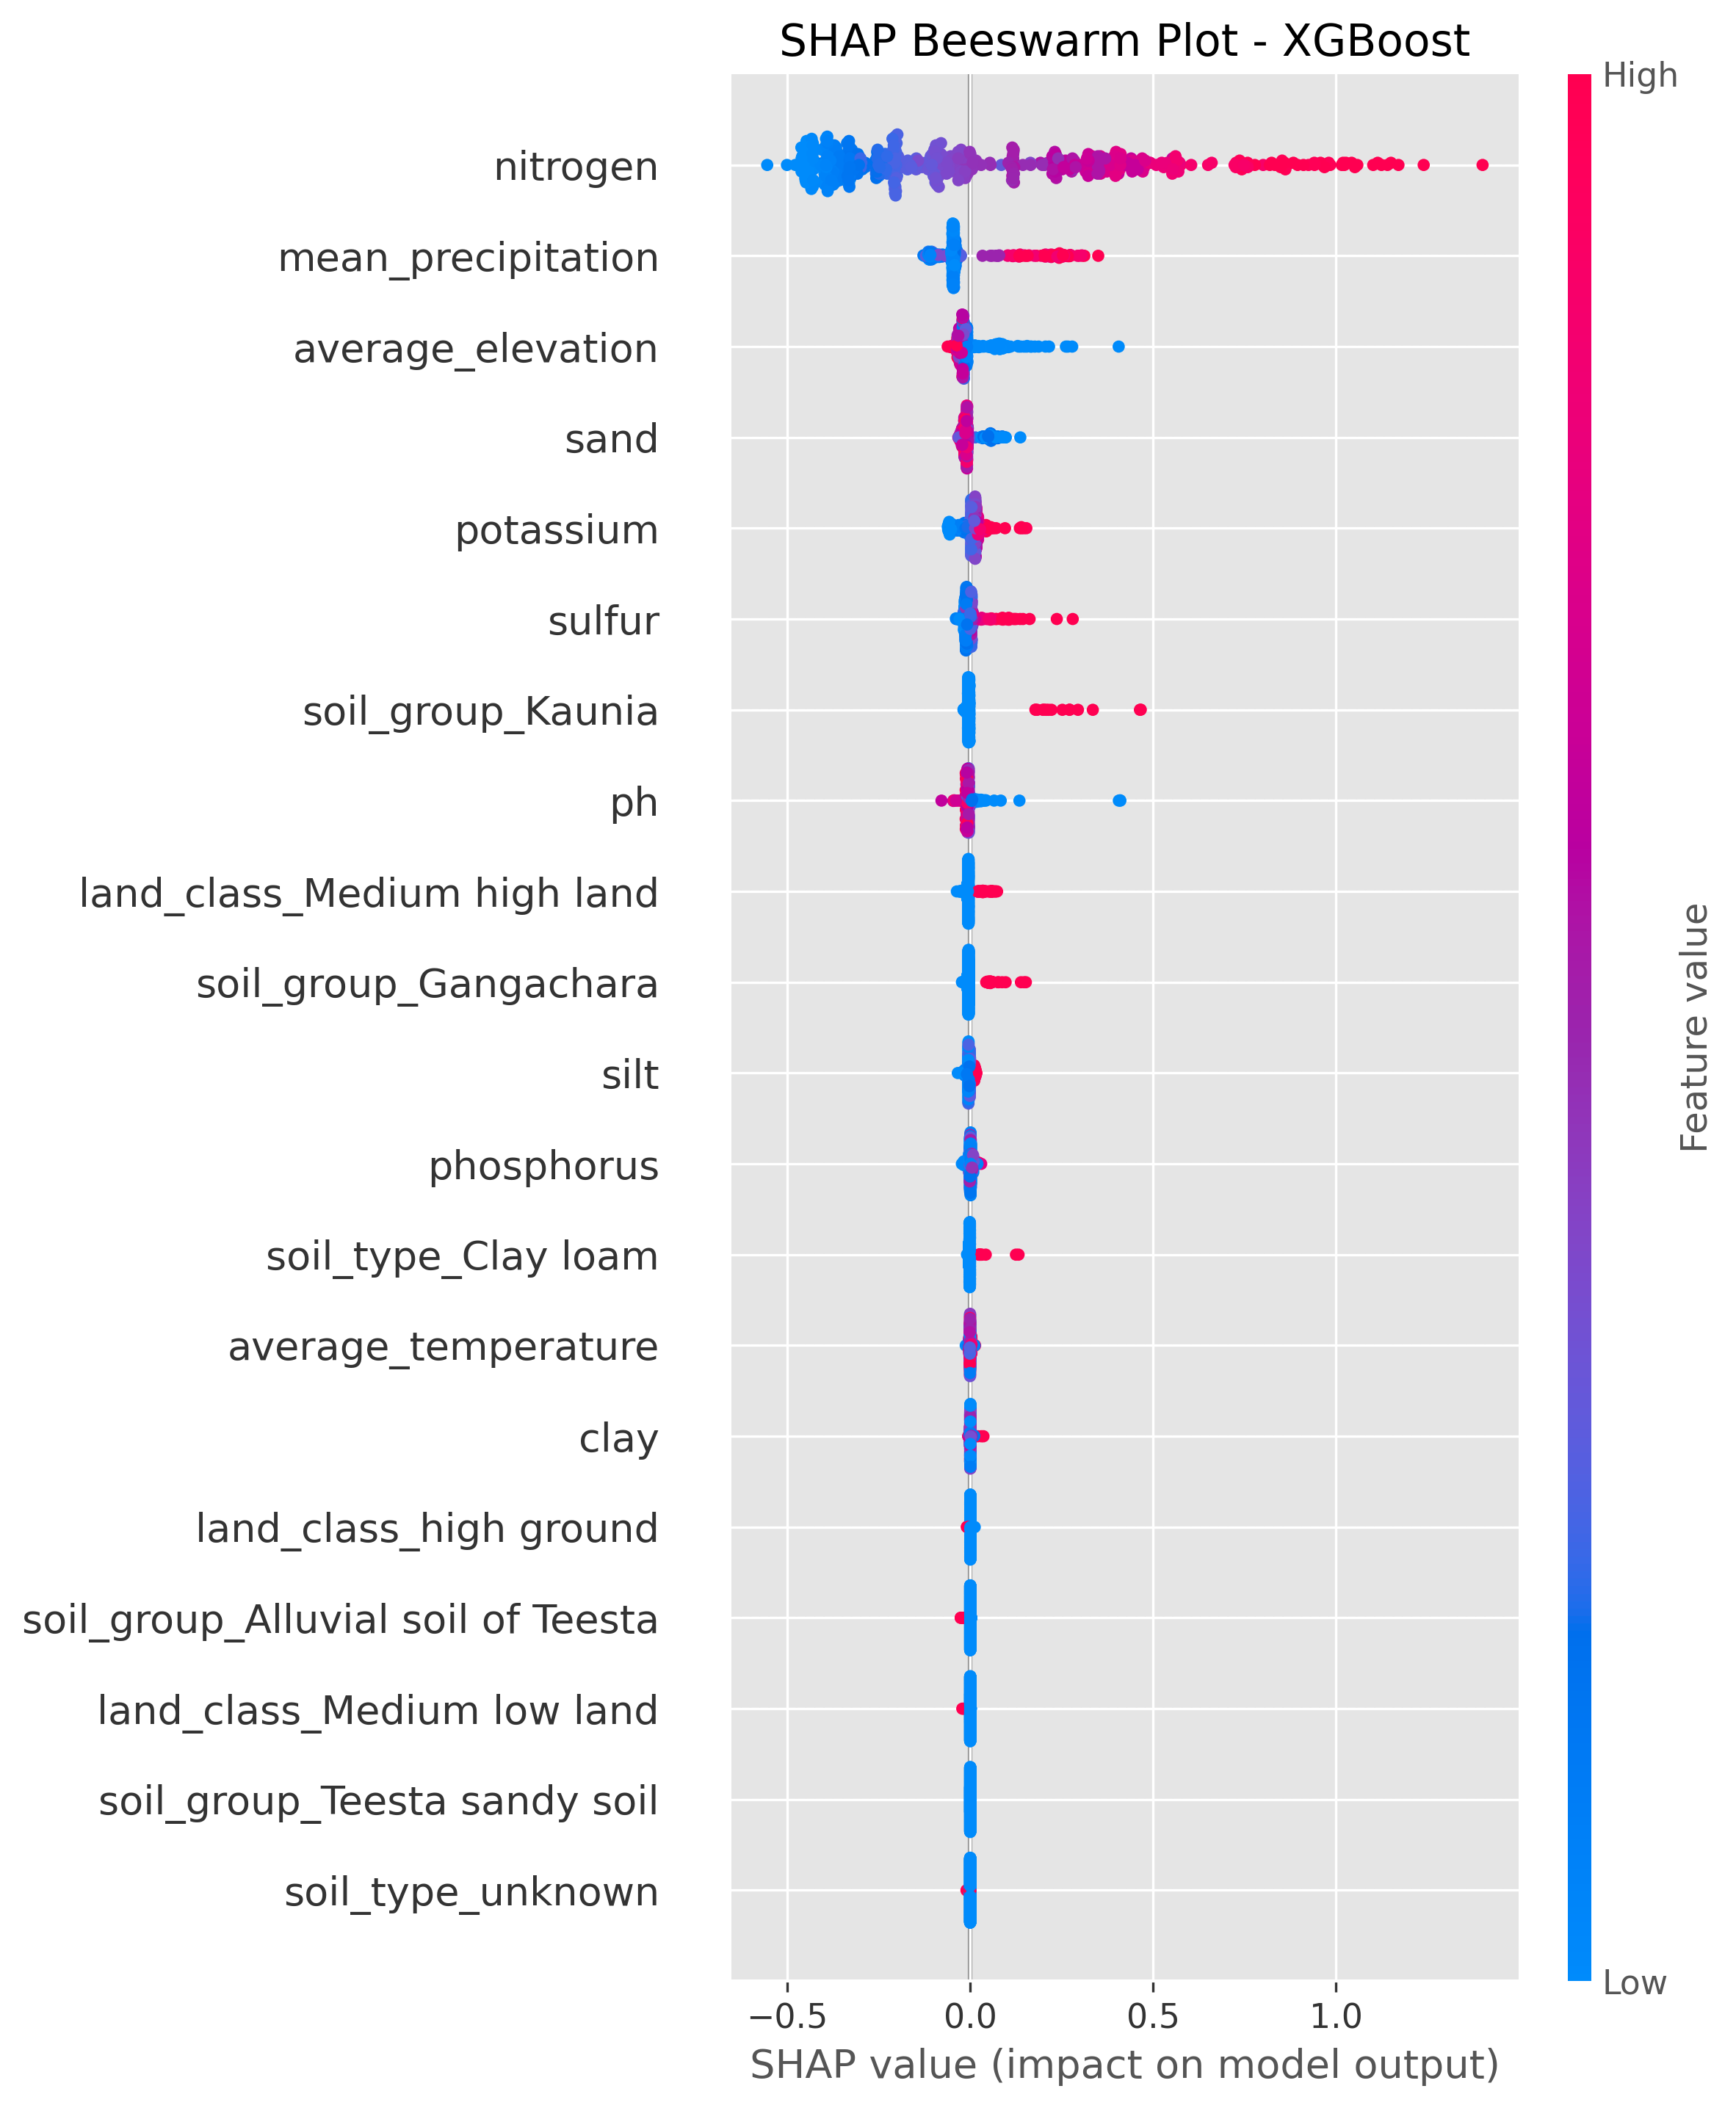 SHAP Beeswarm Plot - XGBoost
High
nitrogen
mean_precipitation
average_elevation
sand
potassium
sulfur
soil_group_Kaunia
ph
land_class_Medium high land
soil_group_Gangachara
silt
phosphorus
soil_type_Clay loam
average_temperature
clay
land_class_high ground
soil_group_Alluvial soil of Teesta
land_class_Medium low land
soil_group_Teesta sandy soil
soil_type_unknown
Feature value
Low
−0.5 0.0 0.5 1.0
SHAP value (impact on model output)